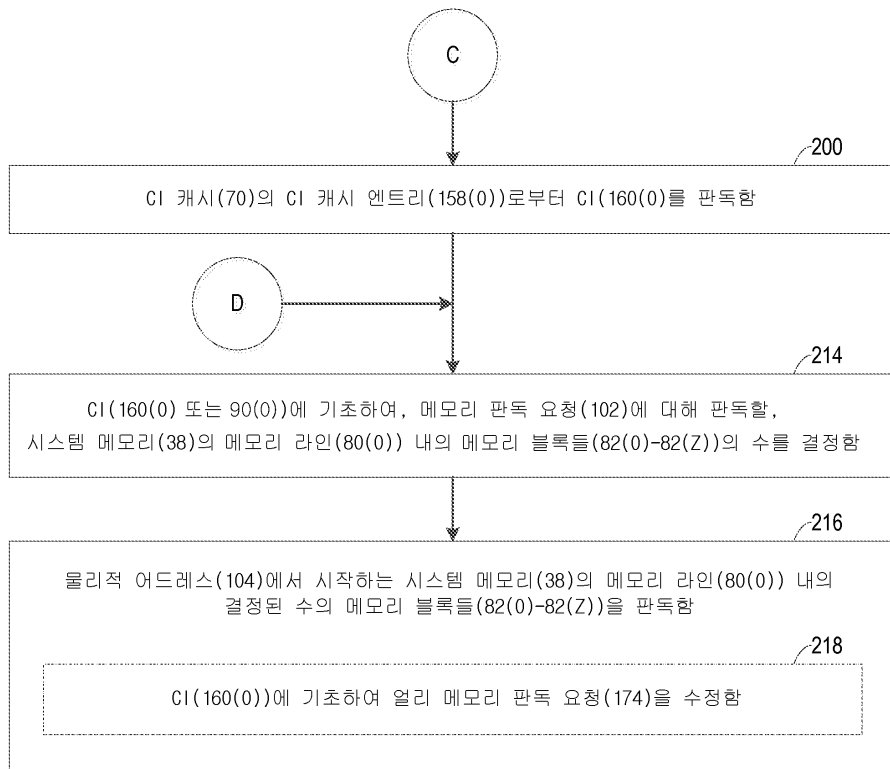 C
200
CI 캐시(70)의 CI 캐시 엔트리(158(0))로부터 CI(160(0)를 판독함
D
214
CI(160(0) 또는 90(0))에 기초하여, 메모리 판독 요청(102)에 대해 판독할,
시스템 메모리(38)의 메모리 라인(80(0)) 내의 메모리 블록들(82(0)-82(Z))의 수를 결정함
216
물리적 어드레스(104)에서 시작하는 시스템 메모리(38)의 메모리 라인(80(0)) 내의
결정된 수의 메모리 블록들(82(0)-82(Z))을 판독함
218
CI(160(0))에 기초하여 얼리 메모리 판독 요청(174)을 수정함